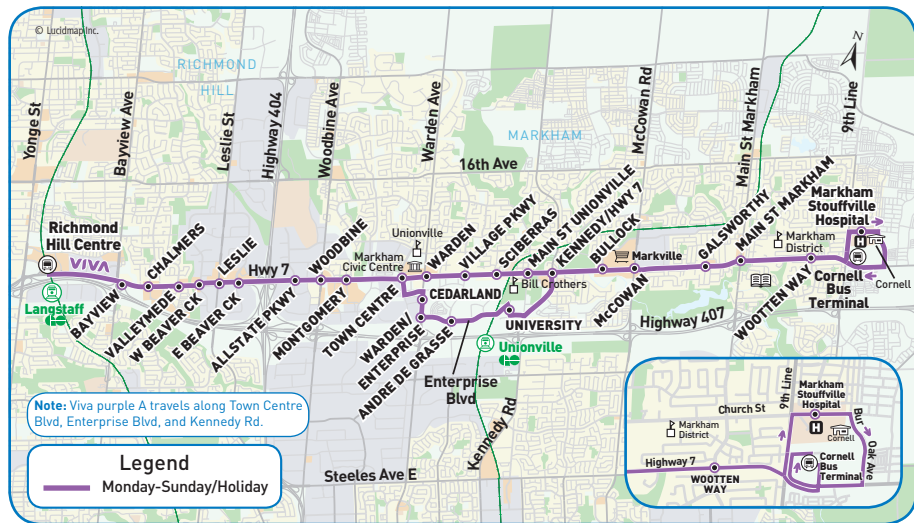 © Lucidmap Inc.
N
RICHMOND
HILL
MARKHAM
Yonge St
Bayview Ave
Leslie St
Highway 404
Woodbine Ave
Warden Ave
McCowan Rd
Main St Markham
9th Line
16th Ave
Richmond
Hill Centre
VIVA
Hwy 7
Langstaff
BAYVIEW
CHALMERS
VALLEYMEDE
W BEAVER CK
LESLIE
E BEAVER CK
ALLSTATE PKWY
WOODBINE
MONTGOMERY
Unionville
Markham
Civic Centre
TOWN CENTRE
WARDEN
CEDARLAND
WARDEN/
ENTERPRISE
ANDRE DE GRASSE
VILLAGE PKWY
SCIBERRAS
Bill Crothers
MAIN ST UNIONVILLE
UNIVERSITY
KENNEDY/HWY 7
BULLOCK
Markville
McCOWAN
GALSWORTHY
MAIN ST MARKHAM
Markham
District
WOOTTEN WAY
Markham
Stouffville
Hospital
H
Cornell
Cornell
Bus
Terminal
Highway 407
Enterprise
Blvd
Unionville
Kennedy Rd
Steeles Ave E
Note: Viva purple A travels along Town Centre
Blvd, Enterprise Blvd, and Kennedy Rd.
Legend
Monday-Sunday/Holiday
9th Line
Markham
Stouffville
Hospital
Church St
H
Bur
Oak Ave
Markham
District
Cornell
Cornell
Bus
Terminal
Highway 7
WOOTTEN
WAY